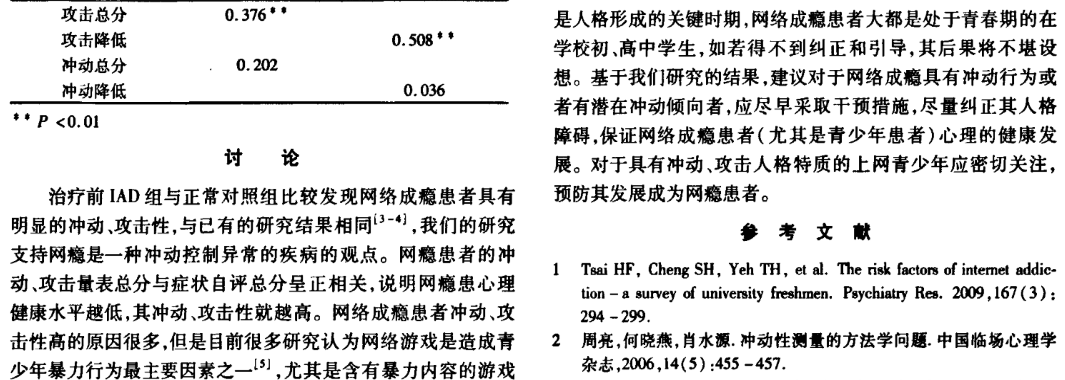 攻击总分 0.376**
攻击降低 0.508**
冲动总分 0.202
冲动降低 0.036
** P <0.01
讨 论
治疗前 IAD 组与正常对照组比较发现网络成瘾患者具有
明显的冲动、攻击性,与已有的研究结果相同[3-4],我们的研究
支持网瘾是一种冲动控制异常的疾病的观点。网瘾患者的冲
动、攻击量表总分与症状自评总分呈正相关,说明网瘾患心理
健康水平越低,其冲动、攻击性就越高。网络成瘾患者冲动、攻
击性高的原因很多,但是目前很多研究认为网络游戏是造成青
少年暴力行为最主要因素之一[5],尤其是含有暴力内容的游戏
是人格形成的关键时期,网络成瘾患者大都是处于青春期的在
学校初、高中学生,如若得不到纠正和引导,其后果将不堪设
想。基于我们研究的结果,建议对于网络成瘾具有冲动行为或
者有潜在冲动倾向者,应尽早采取干预措施,尽量纠正其人格
障碍,保证网络成瘾患者(尤其是青少年患者)心理的健康发
展。对于具有冲动、攻击人格特质的上网青少年应密切关注,
预防其发展成为网瘾患者。
参 考 文 献
1 Tsai HF, Cheng SH, Yeh TH, et al. The risk factors of internet addic-
tion - a survey of university freshmen. Psychiatry Res. 2009,167(3):
294-299.
2 周亮,何晓燕,肖水源. 冲动性测量的方法学问题. 中国临场心理学
杂志,2006,14(5):455-457.